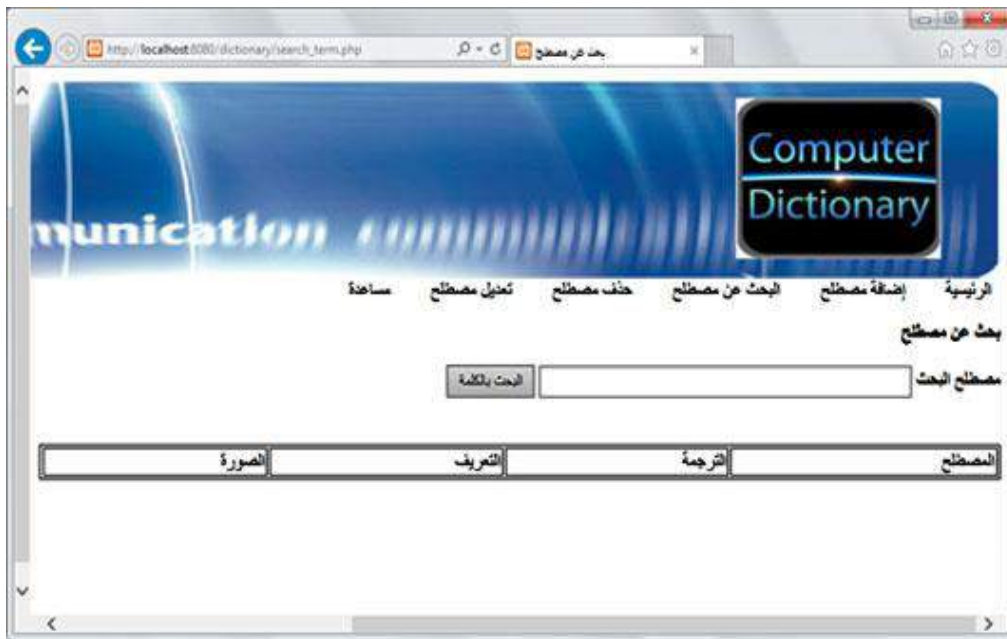 http://localhost:8080/dictionary/search_term.php
بحث عن مصطلح
Computer
Dictionary
munication
الرئيسية إضافة مصطلح البحث عن مصطلح حذف مصطلح تعديل مصطلح مساعدة
بحث عن مصطلح
مصطلح البحث البحث بالكلمة
المصطلح الترجمة التعريف الصورة